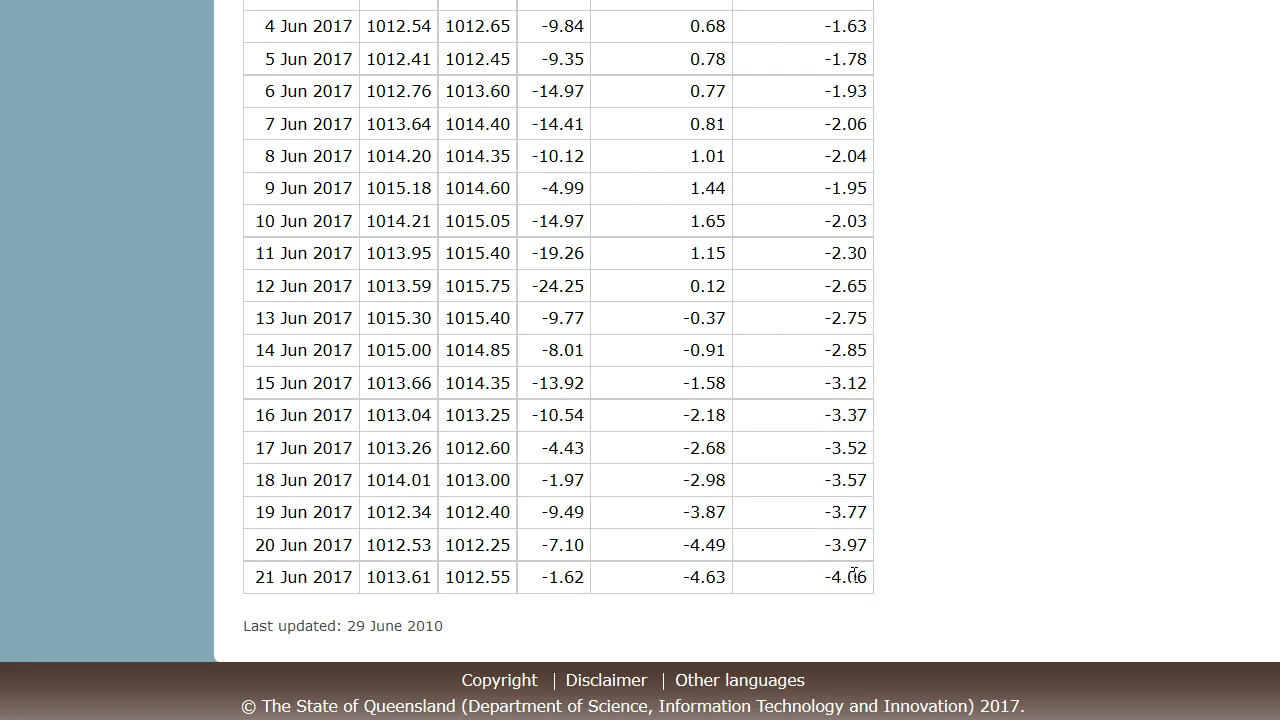 4 Jun 2017 1012.54 1012.65 -9.84 0.68 -1.63
5 Jun 2017 1012.41 1012.45 -9.35 0.78 -1.78
6 Jun 2017 1012.76 1013.60 -14.97 0.77 -1.93
7 Jun 2017 1013.64 1014.40 -14.41 0.81 -2.06
8 Jun 2017 1014.20 1014.35 -10.12 1.01 -2.04
9 Jun 2017 1015.18 1014.60 -4.99 1.44 -1.95
10 Jun 2017 1014.21 1015.05 -14.97 1.65 -2.03
11 Jun 2017 1013.95 1015.40 -19.26 1.15 -2.30
12 Jun 2017 1013.59 1015.75 -24.25 0.12 -2.65
13 Jun 2017 1015.30 1015.40 -9.77 -0.37 -2.75
14 Jun 2017 1015.00 1014.85 -8.01 -0.91 -2.85
15 Jun 2017 1013.66 1014.35 -13.92 -1.58 -3.12
16 Jun 2017 1013.04 1013.25 -10.54 -2.18 -3.37
17 Jun 2017 1013.26 1012.60 -4.43 -2.68 -3.52
18 Jun 2017 1014.01 1013.00 -1.97 -2.98 -3.57
19 Jun 2017 1012.34 1012.40 -9.49 -3.87 -3.77
20 Jun 2017 1012.53 1012.25 -7.10 -4.49 -3.97
21 Jun 2017 1013.61 1012.55 -1.62 -4.63 -4.06
Last updated: 29 June 2010
Copyright | Disclaimer | Other languages
© The State of Queensland (Department of Science, Information Technology and Innovation) 2017.